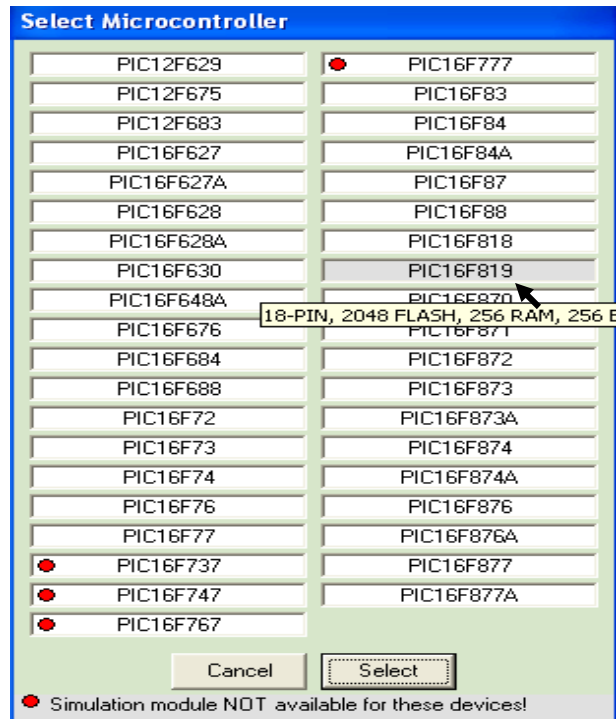 Select Microcontroller
PIC12F629
PIC12F675
PIC12F683
PIC16F627
PIC16F627A
PIC16F628
PIC16F628A
PIC16F630
PIC16F648A
PIC16F676
PIC16F684
PIC16F688
PIC16F72
PIC16F73
PIC16F74
PIC16F76
PIC16F77
PIC16F737
PIC16F747
PIC16F767
PIC16F777
PIC16F83
PIC16F84
PIC16F84A
PIC16F87
PIC16F88
PIC16F818
PIC16F819
PIC16F870
18-PIN, 2048 FLASH, 256 RAM, 256 E
PIC16F871
PIC16F872
PIC16F873
PIC16F873A
PIC16F874
PIC16F874A
PIC16F876
PIC16F876A
PIC16F877
PIC16F877A
Cancel
Select
Simulation module NOT available for these devices!